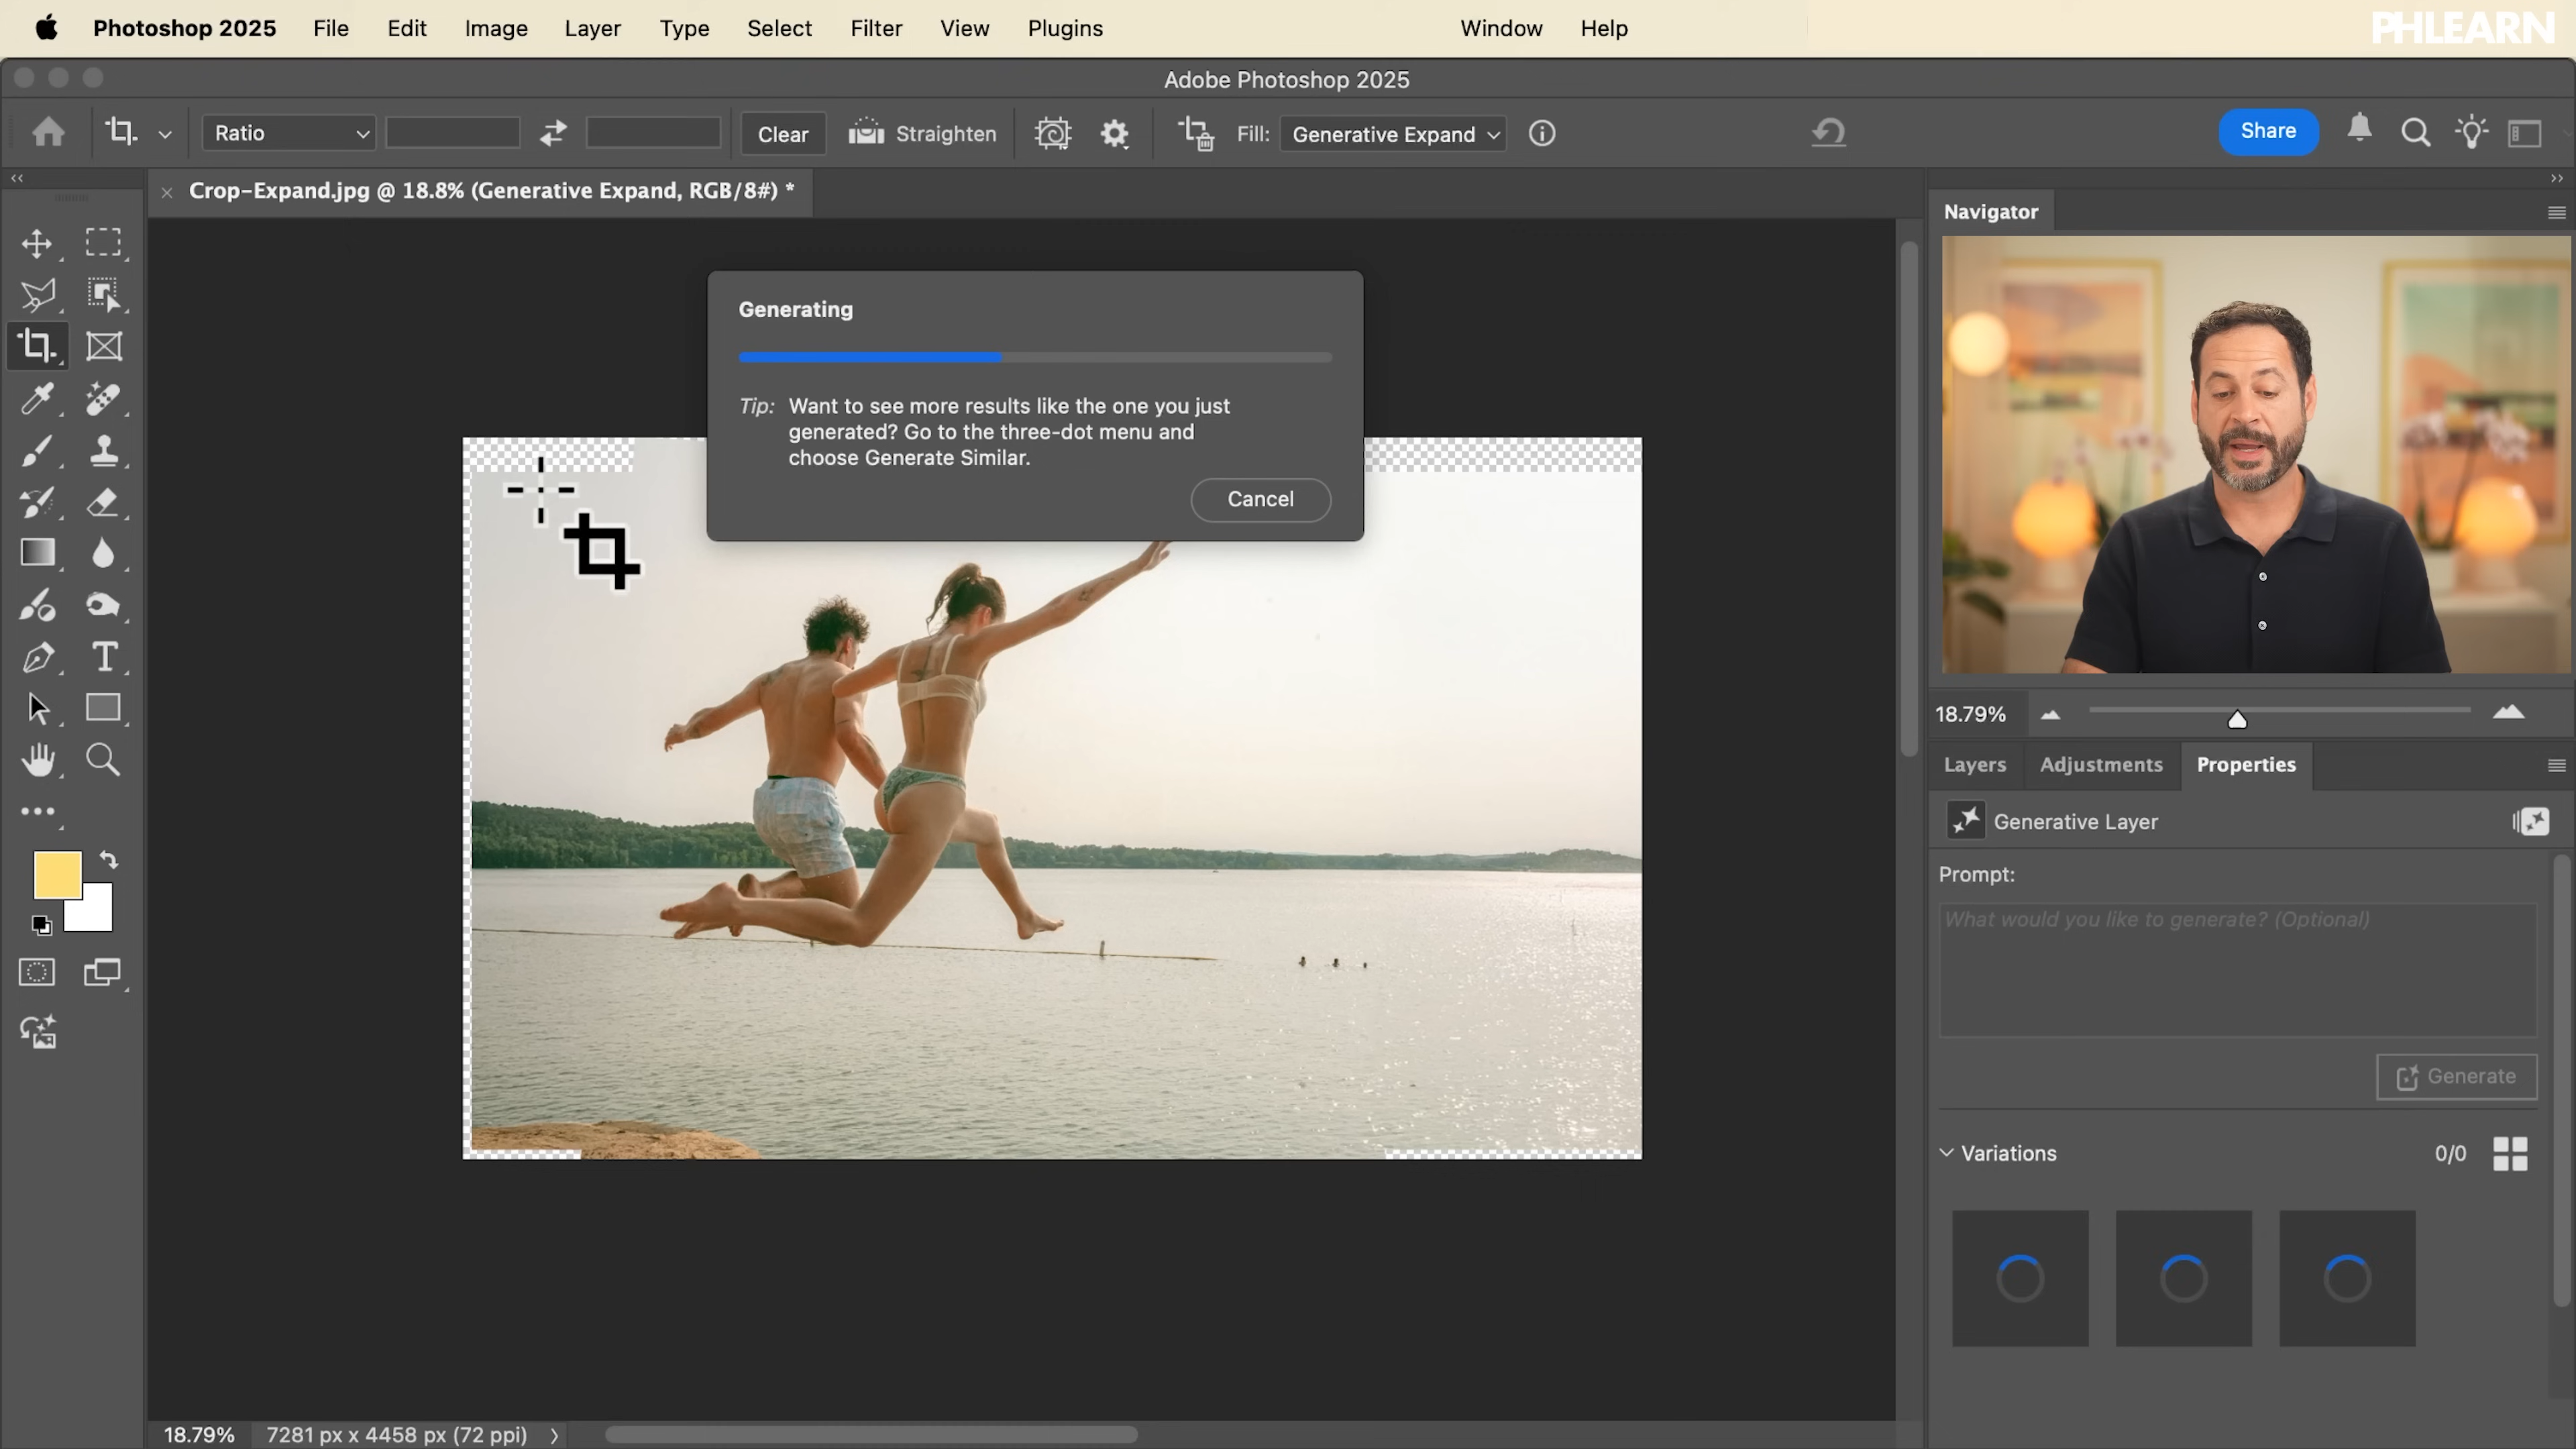 Photoshop 2025 File Edit Image Layer Type Select Filter View Plugins Window Help PHLEARN
Adobe Photoshop 2025
Ratio Clear Straighten Fill: Generative Expand Share
Crop-Expand.jpg @ 18.8% (Generative Expand, RGB/8#) *
Navigator
Generating
Tip: Want to see more results like the one you just
generated? Go to the three-dot menu and
choose Generate Similar.
Cancel
18.79%
Layers Adjustments Properties
Generative Layer
Prompt:
What would you like to generate? (Optional)
Generate
Variations 0/0
18.79% 7281 px x 4458 px (72 ppi)